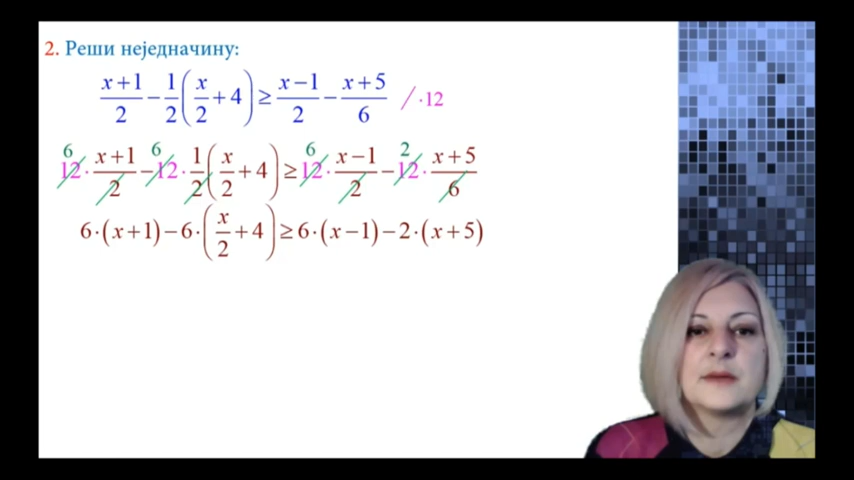 2. Реши неједначину:
(x+1)/2 − 1/2(x/2 + 4) ≥ (x−1)/2 − (x+5)/6 / ·12
6 6 6 2
12 · (x+1)/2 − 12 · 1/2(x/2 + 4) ≥ 12 · (x−1)/2 − 12 · (x+5)/6
6·(x+1) − 6·(x/2 + 4) ≥ 6·(x−1) − 2·(x+5)